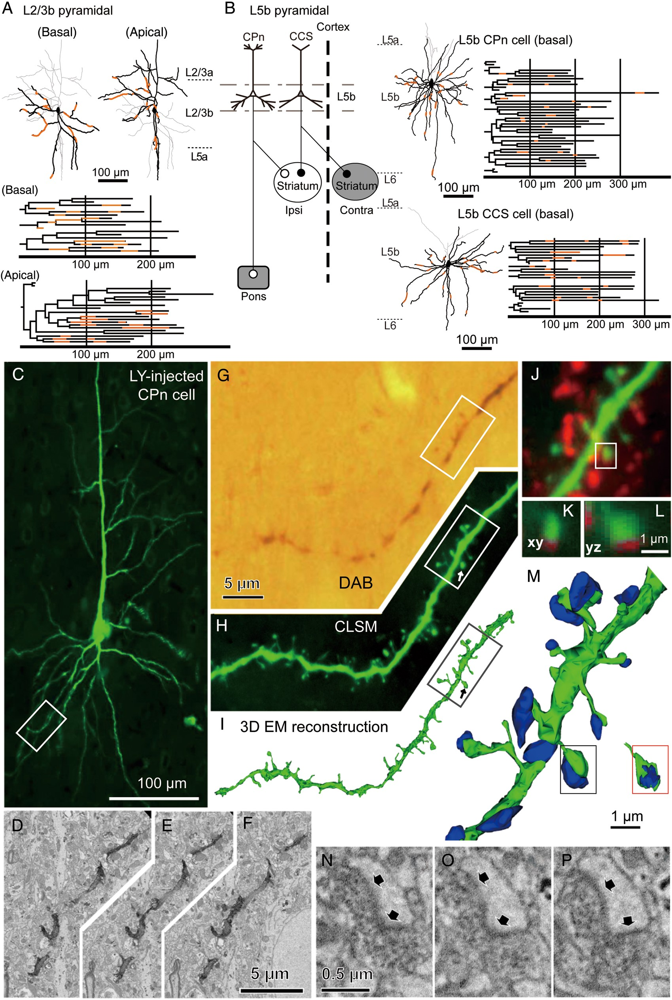 A L2/3b pyramidal
(Basal)
(Apical)
L2/3a
L2/3b
L5a
100 µm
(Basal)
100 µm 200 µm
(Apical)
100 µm 200 µm
B L5b pyramidal
CPn CCS Cortex
L5b
Striatum Striatum
Ipsi Contra
Pons
L5a
L5b CPn cell (basal)
L5b
L6
100 µm
100 µm 200 µm 300 µm
L5a
L5b CCS cell (basal)
L5b
L6
100 µm
100 µm 200 µm 300 µm
C LY-injected
CPn cell
100 µm
D E F
5 µm
G
5 µm
DAB
H CLSM
I 3D EM reconstruction
J
K
xy
L
yz
1 µm
M
1 µm
N O P
0.5 µm